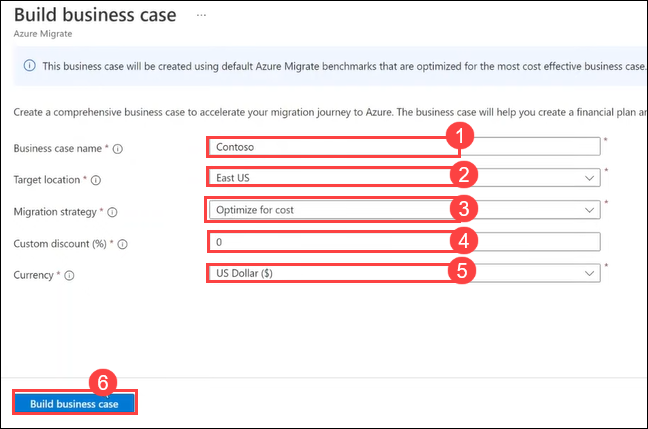 Build business case ...
Azure Migrate
This business case will be created using default Azure Migrate benchmarks that are optimized for the most cost effective business case.
Create a comprehensive business case to accelerate your migration journey to Azure. The business case will help you create a financial plan an
1
Business case name * Contoso *
2
Target location * East US *
3
Migration strategy * Optimize for cost *
4
Custom discount (%) * 0
5
Currency * US Dollar ($) *
6
Build business case